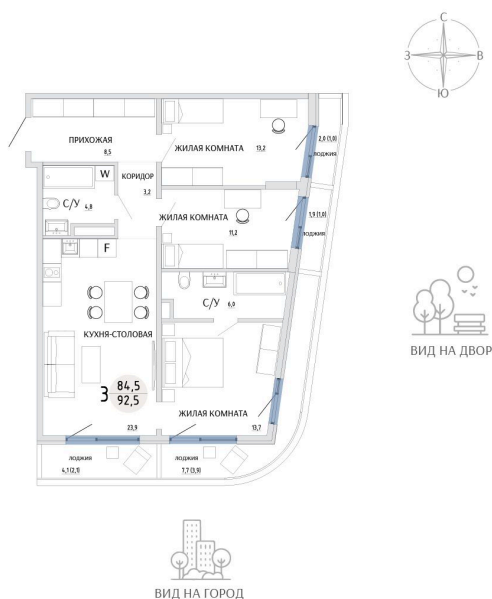 С
З
В
Ю
ПРИХОЖАЯ
8,5
ЖИЛАЯ КОМНАТА
13,2
2,0 (1,0)
ЛОДЖИЯ
W
КОРИДОР
3,2
С/У
4,8
ЖИЛАЯ КОМНАТА
11,2
1,9 (1,0)
ЛОДЖИЯ
F
С/У
6,0
КУХНЯ-СТОЛОВАЯ
ВИД НА ДВОР
3
84,5
92,5
ЖИЛАЯ КОМНАТА
23,9
13,7
ЛОДЖИЯ
4,1 (2,1)
ЛОДЖИЯ
7,7 (3,9)
ВИД НА ГОРОД